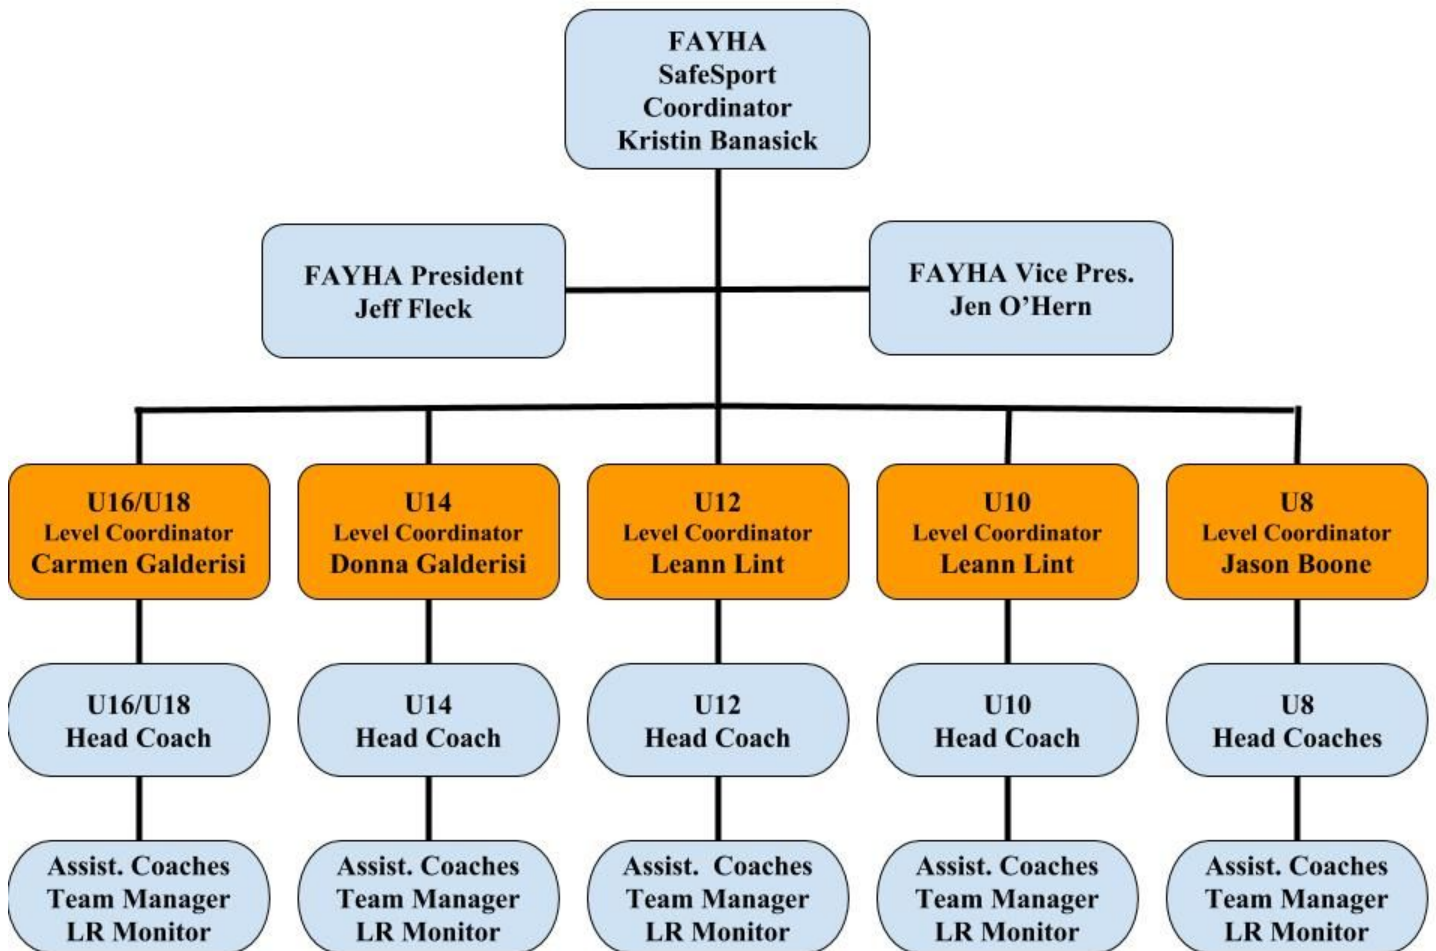 FAYHA
SafeSport
Coordinator
Kristin Banasick
FAYHA President
Jeff Fleck
FAYHA Vice Pres.
Jen O’Hern
U16/U18
Level Coordinator
Carmen Galderisi
U14
Level Coordinator
Donna Galderisi
U12
Level Coordinator
Leann Lint
U10
Level Coordinator
Leann Lint
U8
Level Coordinator
Jason Boone
U16/U18
Head Coach
U14
Head Coach
U12
Head Coach
U10
Head Coach
U8
Head Coaches
Assist. Coaches
Team Manager
LR Monitor
Assist. Coaches
Team Manager
LR Monitor
Assist.  Coaches
Team Manager
LR Monitor
Assist. Coaches
Team Manager
LR Monitor
Assist. Coaches
Team Manager
LR Monitor